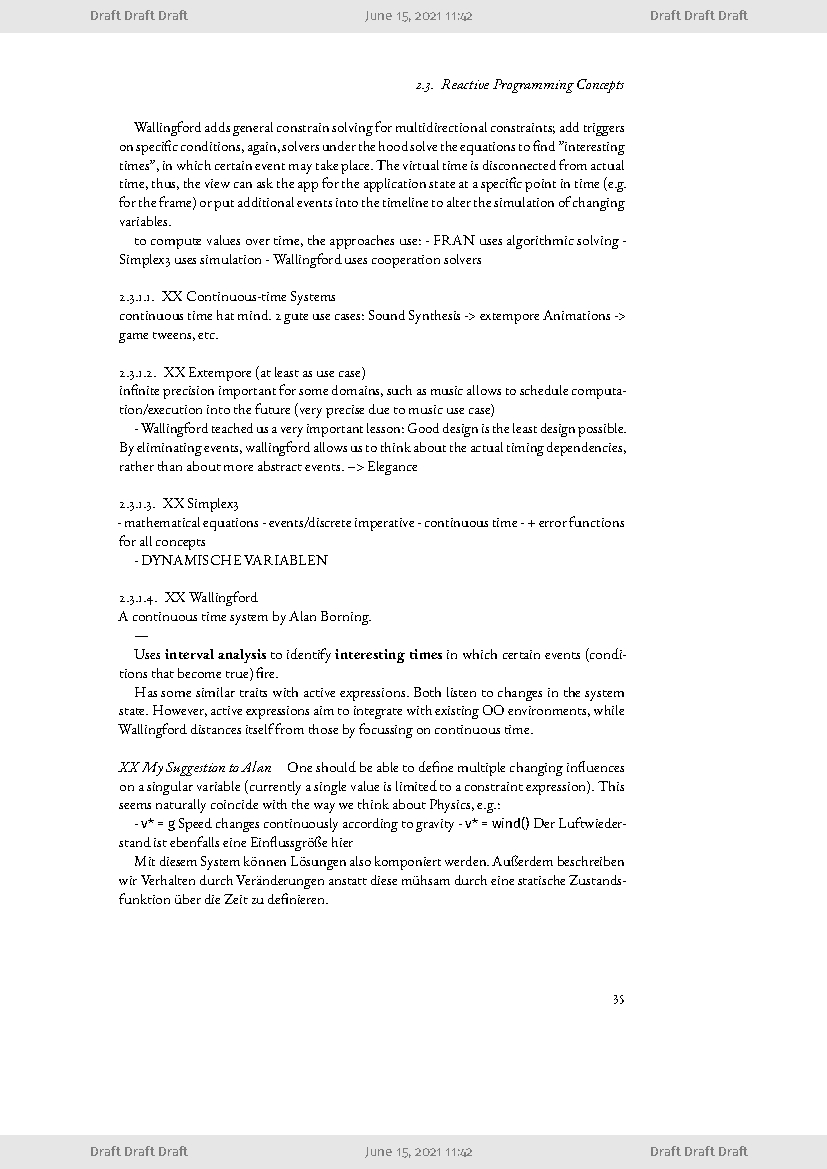 Draft Draft Draft June 15, 2021 11:42 Draft Draft Draft
2.3. Reactive Programming Concepts
Wallingford adds general constrain solving for multidirectional constraints; add triggers
on specific conditions, again, solvers under the hood solve the equations to find ”interesting
times”, in which certain event may take place. The virtual time is disconnected from actual
time, thus, the view can ask the app for the application state at a specific point in time (e.g.
for the frame) or put additional events into the timeline to alter the simulation of changing
variables.
to compute values over time, the approaches use: - FRAN uses algorithmic solving -
Simplex3 uses simulation - Wallingford uses cooperation solvers
2.3.1.1. XX Continuous-time Systems
continuous time hat mind. 2 gute use cases: Sound Synthesis -> extempore Animations ->
game tweens, etc.
2.3.1.2. XX Extempore (at least as use case)
infinite precision important for some domains, such as music allows to schedule computa-
tion/execution into the future (very precise due to music use case)
- Wallingford teached us a very important lesson: Good design is the least design possible.
By eliminating events, wallingford allows us to think about the actual timing dependencies,
rather than about more abstract events. –> Elegance
2.3.1.3. XX Simplex3
- mathematical equations - events/discrete imperative - continuous time - + error functions
for all concepts
- DYNAMISCHE VARIABLEN
2.3.1.4. XX Wallingford
A continuous time system by Alan Borning.
—
Uses interval analysis to identify interesting times in which certain events (condi-
tions that become true) fire.
Has some similar traits with active expressions. Both listen to changes in the system
state. However, active expressions aim to integrate with existing OO environments, while
Wallingford distances itself from those by focussing on continuous time.
XX My Suggestion to Alan One should be able to define multiple changing influences
on a singular variable (currently a single value is limited to a constraint expression). This
seems naturally coincide with the way we think about Physics, e.g.:
- v* = g Speed changes continuously according to gravity - v* = wind() Der Luftwieder-
stand ist ebenfalls eine Einflussgröße hier
Mit diesem System können Lösungen also komponiert werden. Außerdem beschreiben
wir Verhalten durch Veränderungen anstatt diese mühsam durch eine statische Zustands-
funktion über die Zeit zu definieren.
35
Draft Draft Draft June 15, 2021 11:42 Draft Draft Draft